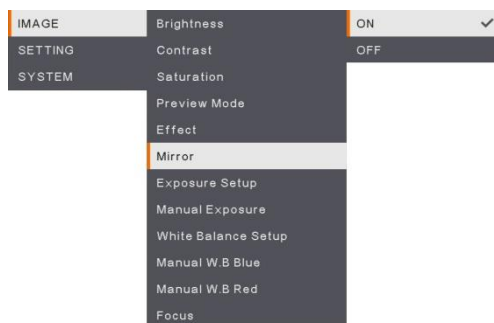 IMAGE
SETTING
SYSTEM
Brightness
Contrast
Saturation
Preview Mode
Effect
Mirror
Exposure Setup
Manual Exposure
White Balance Setup
Manual W.B Blue
Manual W.B Red
Focus
ON
OFF